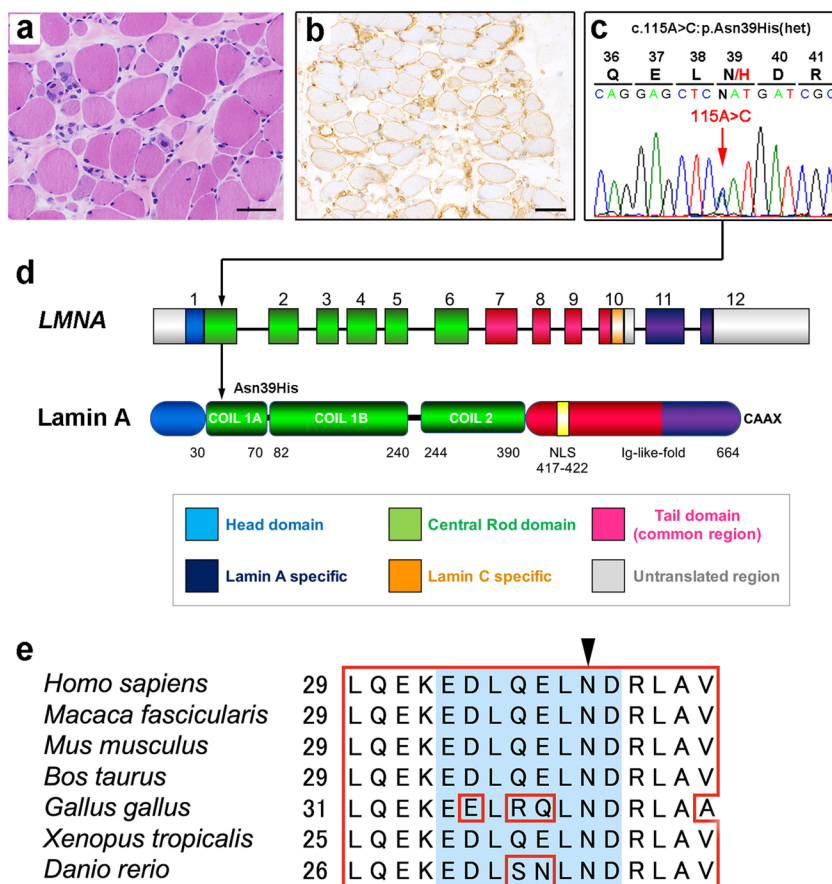 a
b
c
c.115A>C:p.Asn39His(het)
36 37 38 39 40 41
Q E L N/H D R
CAGGAGCTCNATGATCGC
115A>C
d
1 2 3 4 5 6 7 8 9 10 11 12
LMNA
Asn39His
Lamin A COIL 1A COIL 1B COIL 2 CAAX
30 70 82 240 244 390 NLS Ig-like-fold 664
417-422
Head domain Central Rod domain Tail domain
(common region)
Lamin A specific Lamin C specific Untranslated region
e
Homo sapiens 29 L Q E K E D L Q E L N D R L A V
Macaca fascicularis 29 L Q E K E D L Q E L N D R L A V
Mus musculus 29 L Q E K E D L Q E L N D R L A V
Bos taurus 29 L Q E K E D L Q E L N D R L A V
Gallus gallus 31 L Q E K E E L R Q L N D R L A A
Xenopus tropicalis 25 L Q E K E D L Q E L N D R L A V
Danio rerio 26 L Q E K E D L S N L N D R L A V